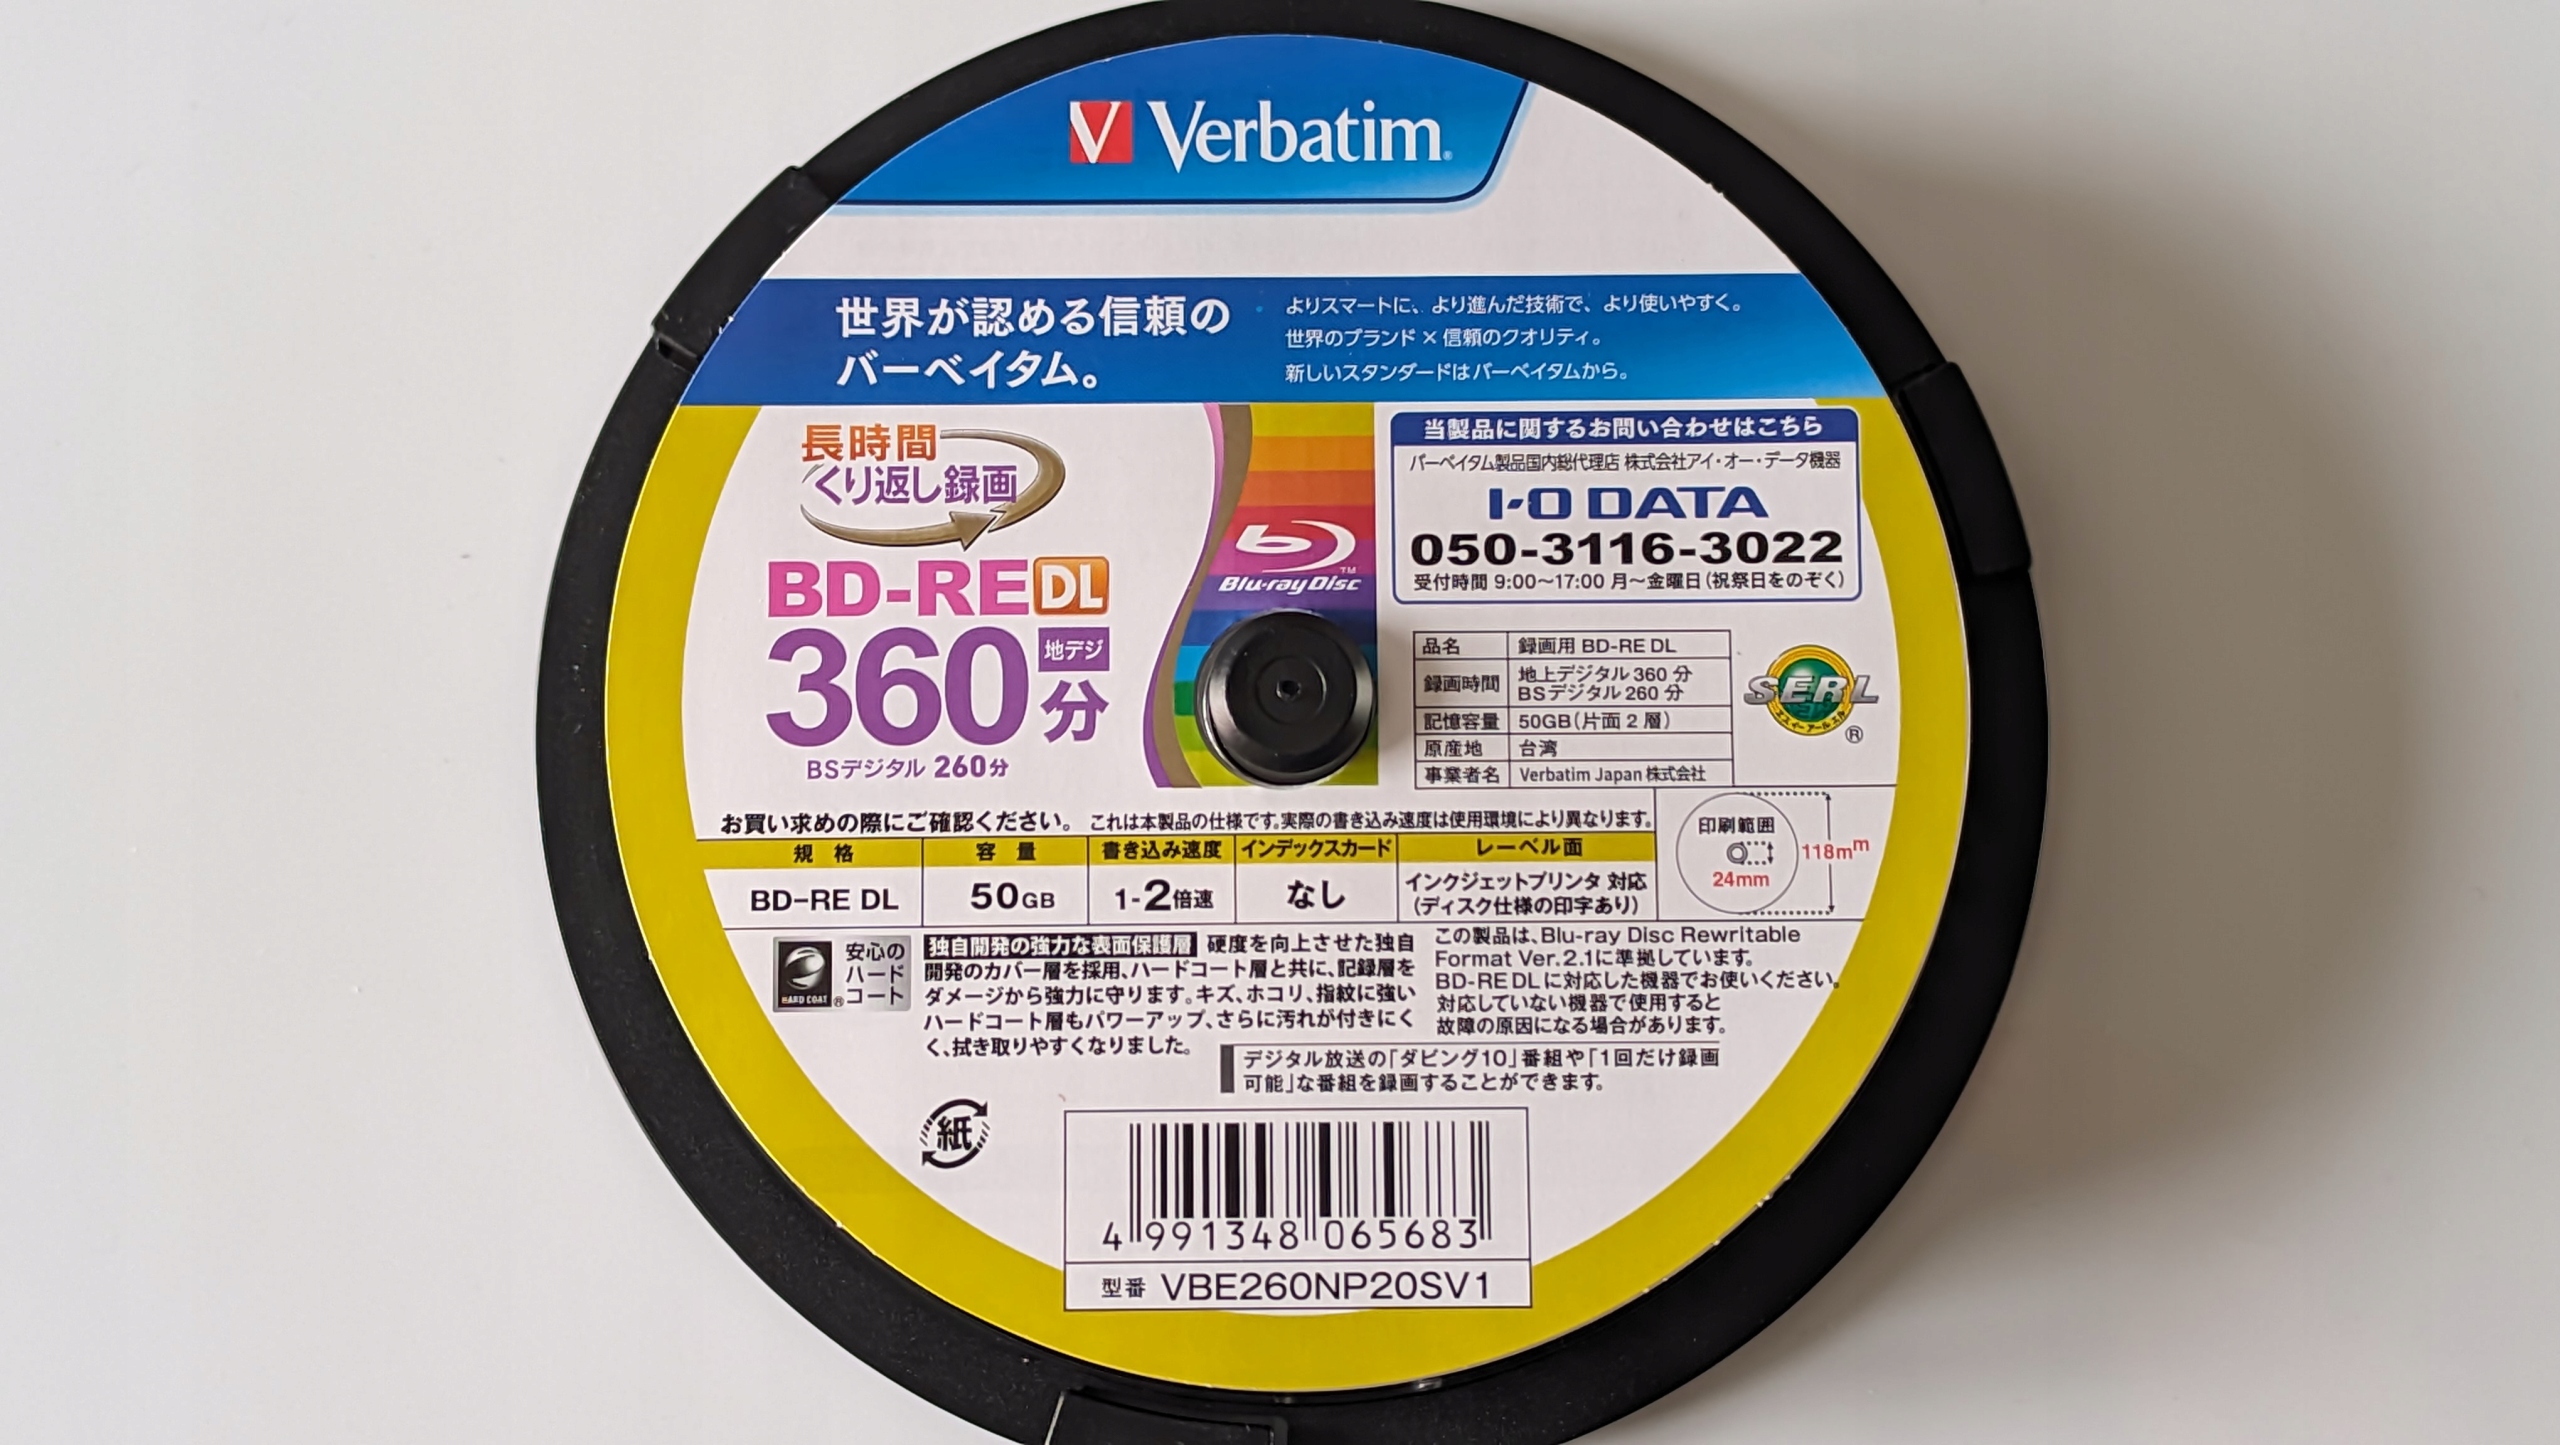 Verbatim
世界が認める信頼の
バーベイタム。
よりスマートに、より進んだ技術で、より使いやすく。
世界のブランド×信頼のクオリティ。
新しいスタンダードはバーベイタムから。
長時間
くり返し録画
BD-RE DL
360分 地デジ
BSデジタル 260分
Blu-ray Disc TM
当製品に関するお問い合わせはこちら
バーベイタム製品国内総代理店 株式会社アイ・オー・データ機器
I-O DATA
050-3116-3022
受付時間 9:00～17:00 月～金曜日(祝祭日をのぞく)
品名 録画用 BD-RE DL
録画時間 地上デジタル 360 分
BSデジタル 260 分
記憶容量 50GB(片面 2 層)
原産地 台湾
事業者名 Verbatim Japan 株式会社
SERL ®
エスイーアールエル
お買い求めの際にご確認ください。 これは本製品の仕様です。実際の書き込み速度は使用環境により異なります。
規格 容量 書き込み速度 インデックスカード レーベル面
BD-RE DL 50GB 1-2倍速 なし インクジェットプリンタ 対応
(ディスク仕様の印字あり)
印刷範囲
118mm
24mm
HARD COAT ®
安心の
ハード
コート
独自開発の強力な表面保護層 硬度を向上させた独自
開発のカバー層を採用、ハードコート層と共に、記録層を
ダメージから強力に守ります。キズ、ホコリ、指紋に強い
ハードコート層もパワーアップ、さらに汚れが付きにく
く、拭き取りやすくなりました。
この製品は、Blu-ray Disc Rewritable
Format Ver.2.1に準拠しています。
BD-RE DLに対応した機器でお使いください。
対応していない機器で使用すると
故障の原因になる場合があります。
デジタル放送の「ダビング10」番組や「1回だけ録画
可能」な番組を録画することができます。
紙
4 991348 065683
型番 VBE260NP20SV1